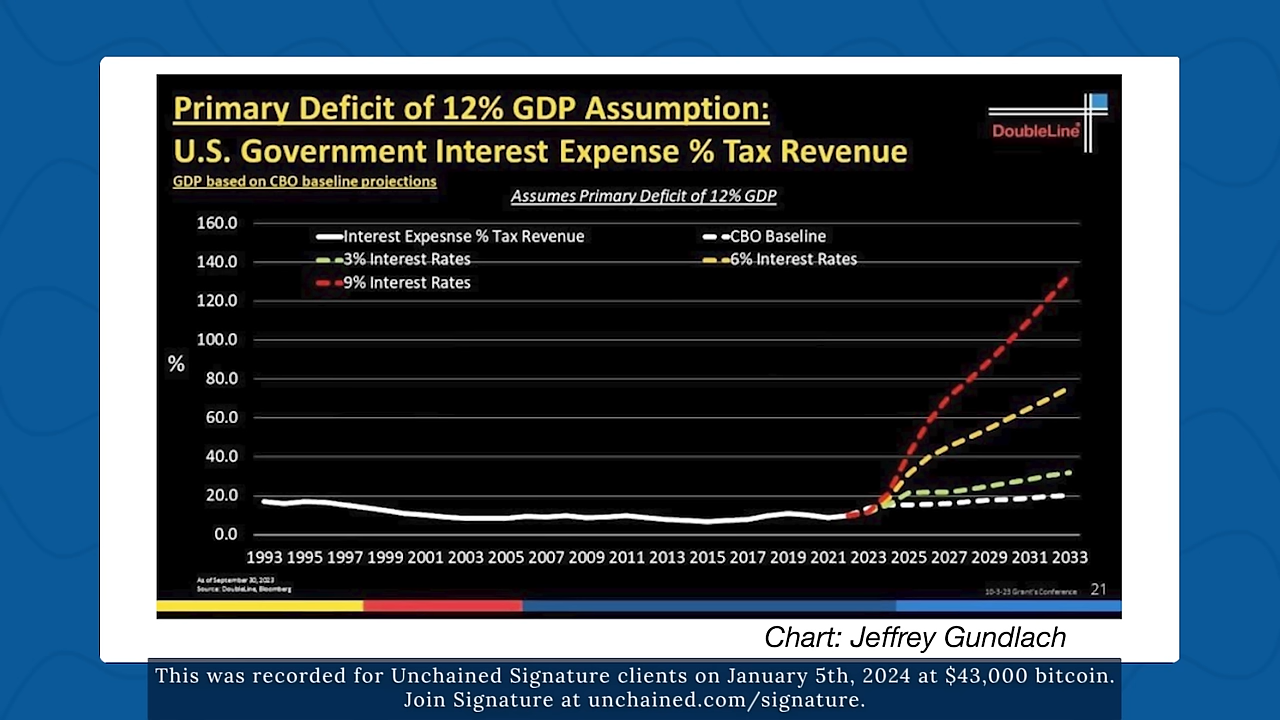 Primary Deficit of 12% GDP Assumption:
U.S. Government Interest Expense % Tax Revenue
GDP based on CBO baseline projections
DoubleLine®
Assumes Primary Deficit of 12% GDP
Interest Expesnse % Tax Revenue
CBO Baseline
3% Interest Rates
6% Interest Rates
9% Interest Rates
160.0
140.0
120.0
100.0
80.0
60.0
40.0
20.0
0.0
%
1993 1995 1997 1999 2001 2003 2005 2007 2009 2011 2013 2015 2017 2019 2021 2023 2025 2027 2029 2031 2033
As of September 30, 2023
Source: DoubleLine, Bloomberg
10-3-23 Grant's Conference
21
Chart: Jeffrey Gundlach
This was recorded for Unchained Signature clients on January 5th, 2024 at $43,000 bitcoin.
Join Signature at unchained.com/signature.